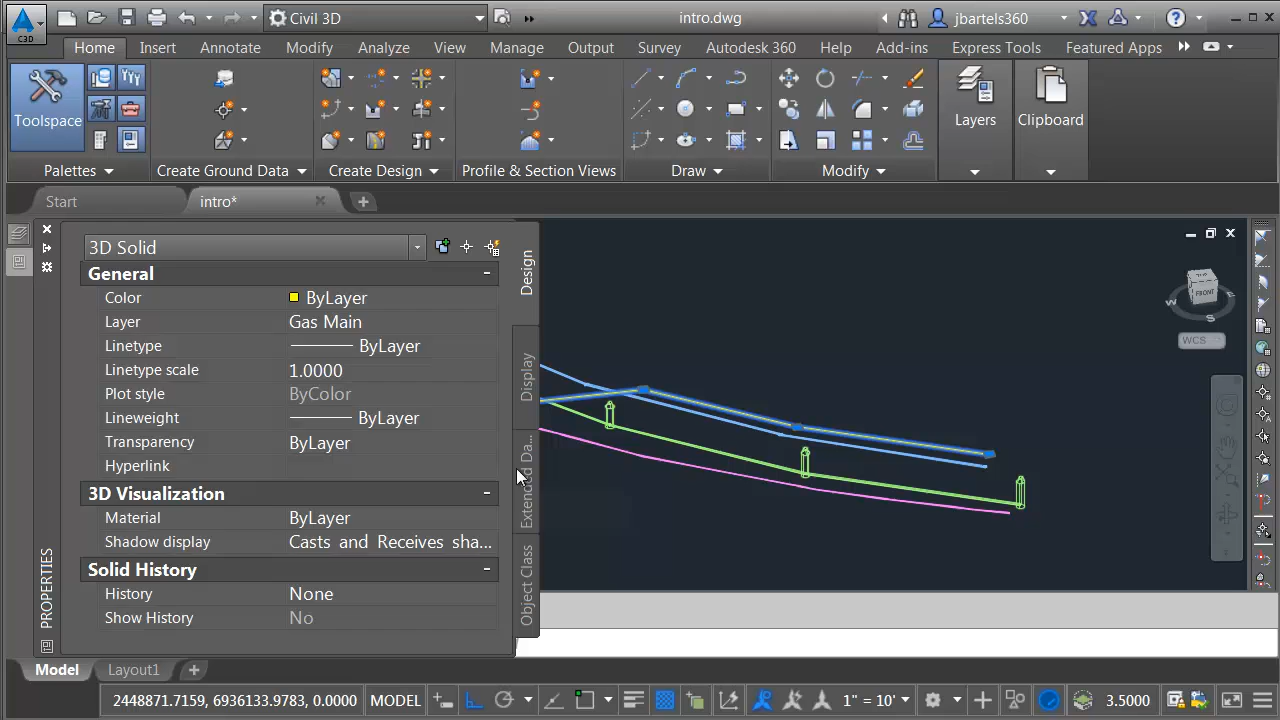 C3D
Civil 3D
intro.dwg
jbartels360
Home
Insert
Annotate
Modify
Analyze
View
Manage
Output
Survey
Autodesk 360
Help
Add-ins
Express Tools
Featured Apps
Toolspace
Layers
Clipboard
Palettes
Create Ground Data
Create Design
Profile & Section Views
Draw
Modify
Start
intro*
3D Solid
General
Color ByLayer
Layer Gas Main
Linetype ByLayer
Linetype scale 1.0000
Plot style ByColor
Lineweight ByLayer
Transparency ByLayer
Hyperlink
3D Visualization
Material ByLayer
Shadow display Casts and Receives sha...
Solid History
History None
Show History No
PROPERTIES
Design
Display
Extended Da...
Object Class
TOP
FRONT
W
S
E
WCS
Model
Layout1
2448871.7159, 6936133.9783, 0.0000
MODEL
1" = 10'
3.5000